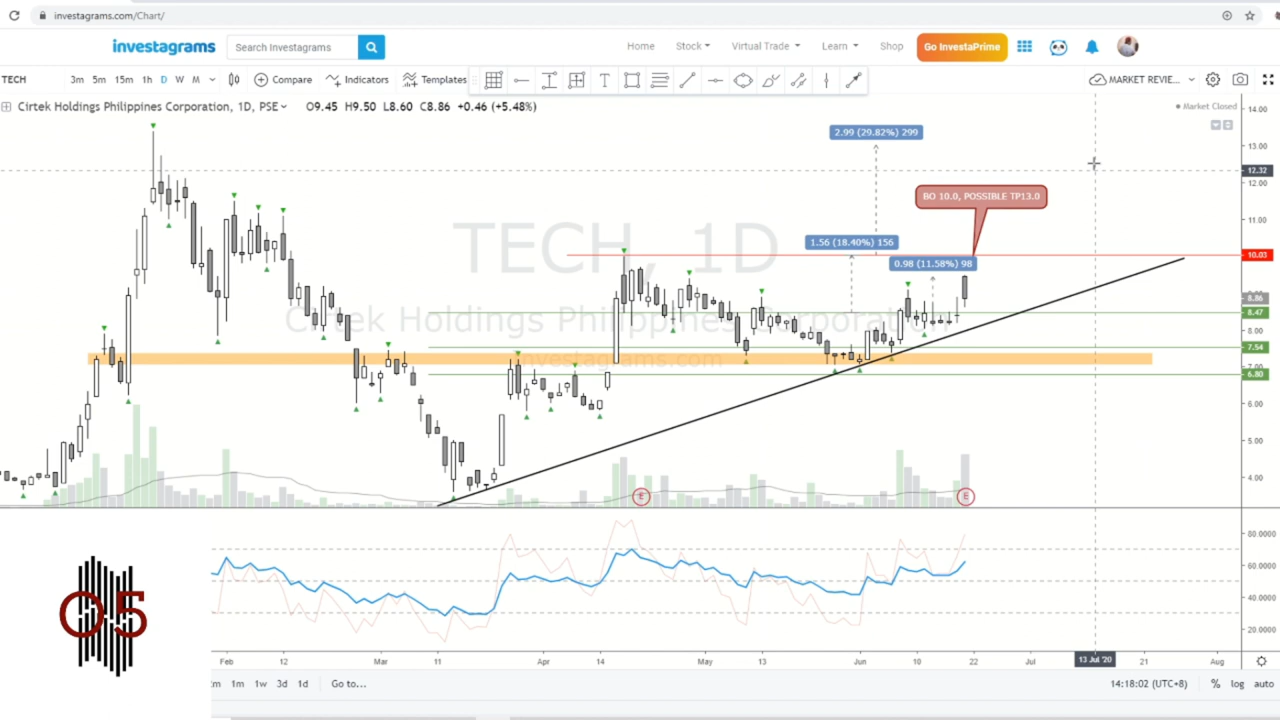 investagrams.com/Chart/
investagrams
Search Investagrams
Home
Stock
Virtual Trade
Learn
Shop
Go InvestaPrime
TECH
3m 5m 15m 1h D W M
Compare
Indicators
Templates
MARKET REVIE...
Cirtek Holdings Philippines Corporation, 1D, PSE
O9.45 H9.50 L8.60 C8.86 +0.46 (+5.48%)
Market Closed
TECH, 1D
Cirtek Holdings Philippines Corporation
investagrams.com
2.99 (29.82%) 299
BO 10.0, POSSIBLE TP13.0
1.56 (18.40%) 156
0.98 (11.58%) 98
14.00
13.00
12.32
12.00
11.00
10.03
8.86
8.47
8.00
7.54
6.80
6.00
5.00
4.00
E
E
80.0000
60.0000
40.0000
20.0000
O5
Feb 12 Mar 11 Apr 14 May 13 Jun 10 22 Jul 13 Jul '20 21 Aug
1m 1w 3d 1d Go to...
14:18:02 (UTC+8)
% log auto